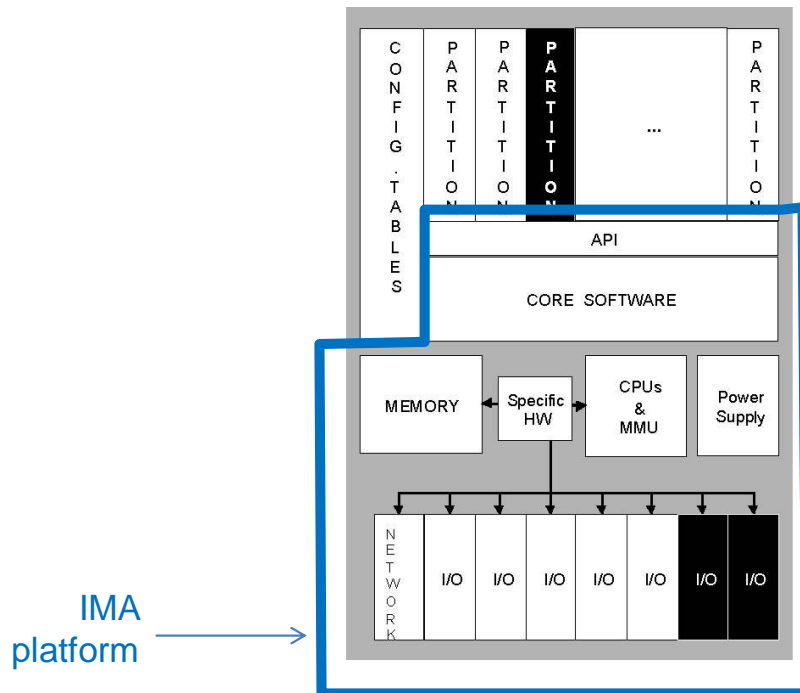 CONFIG.TABLES
PARTITION
PARTITION
PARTITION
...
PARTITION
API
CORE SOFTWARE
MEMORY
Specific
HW
CPUs
&
MMU
Power
Supply
NETWORK
I/O
I/O
I/O
I/O
I/O
I/O
I/O
IMA
platform